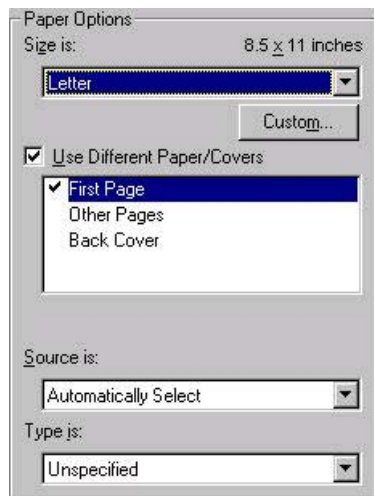 Paper Options
Size is: 8.5 x 11 inches
Letter
Custom...
Use Different Paper/Covers
First Page
Other Pages
Back Cover
Source is:
Automatically Select
Type is:
Unspecified